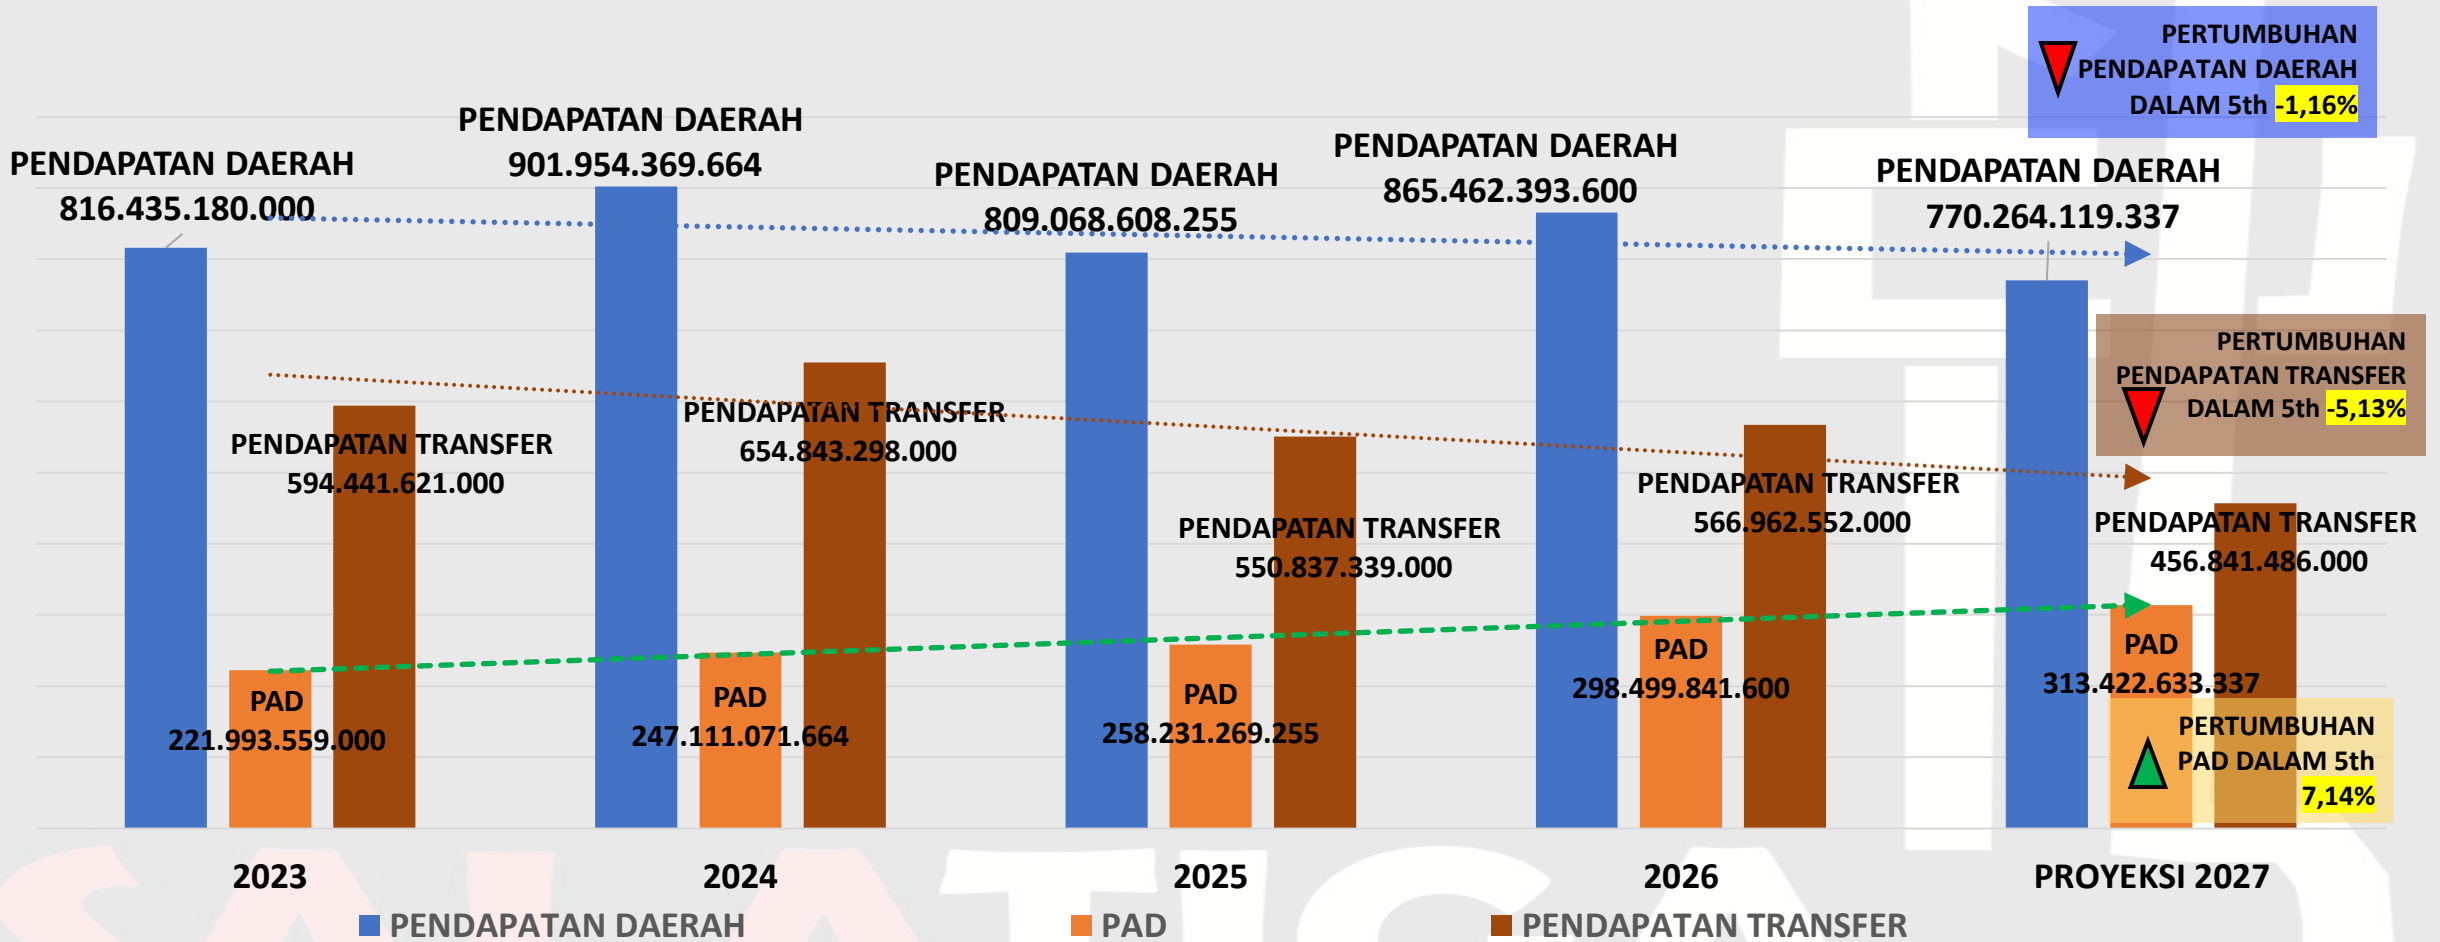 PERTUMBUHAN
PENDAPATAN DAERAH
DALAM 5th -1,16%
PENDAPATAN DAERAH
816.435.180.000
PENDAPATAN DAERAH
901.954.369.664
PENDAPATAN DAERAH
809.068.608.255
PENDAPATAN DAERAH
865.462.393.600
PENDAPATAN DAERAH
770.264.119.337
PERTUMBUHAN
PENDAPATAN TRANSFER
DALAM 5th -5,13%
PENDAPATAN TRANSFER
594.441.621.000
PENDAPATAN TRANSFER
654.843.298.000
PENDAPATAN TRANSFER
550.837.339.000
PENDAPATAN TRANSFER
566.962.552.000
PENDAPATAN TRANSFER
456.841.486.000
PAD
221.993.559.000
PAD
247.111.071.664
PAD
258.231.269.255
PAD
298.499.841.600
PAD
313.422.633.337
PERTUMBUHAN
PAD DALAM 5th
7,14%
2023
2024
2025
2026
PROYEKSI 2027
PENDAPATAN DAERAH
PAD
PENDAPATAN TRANSFER